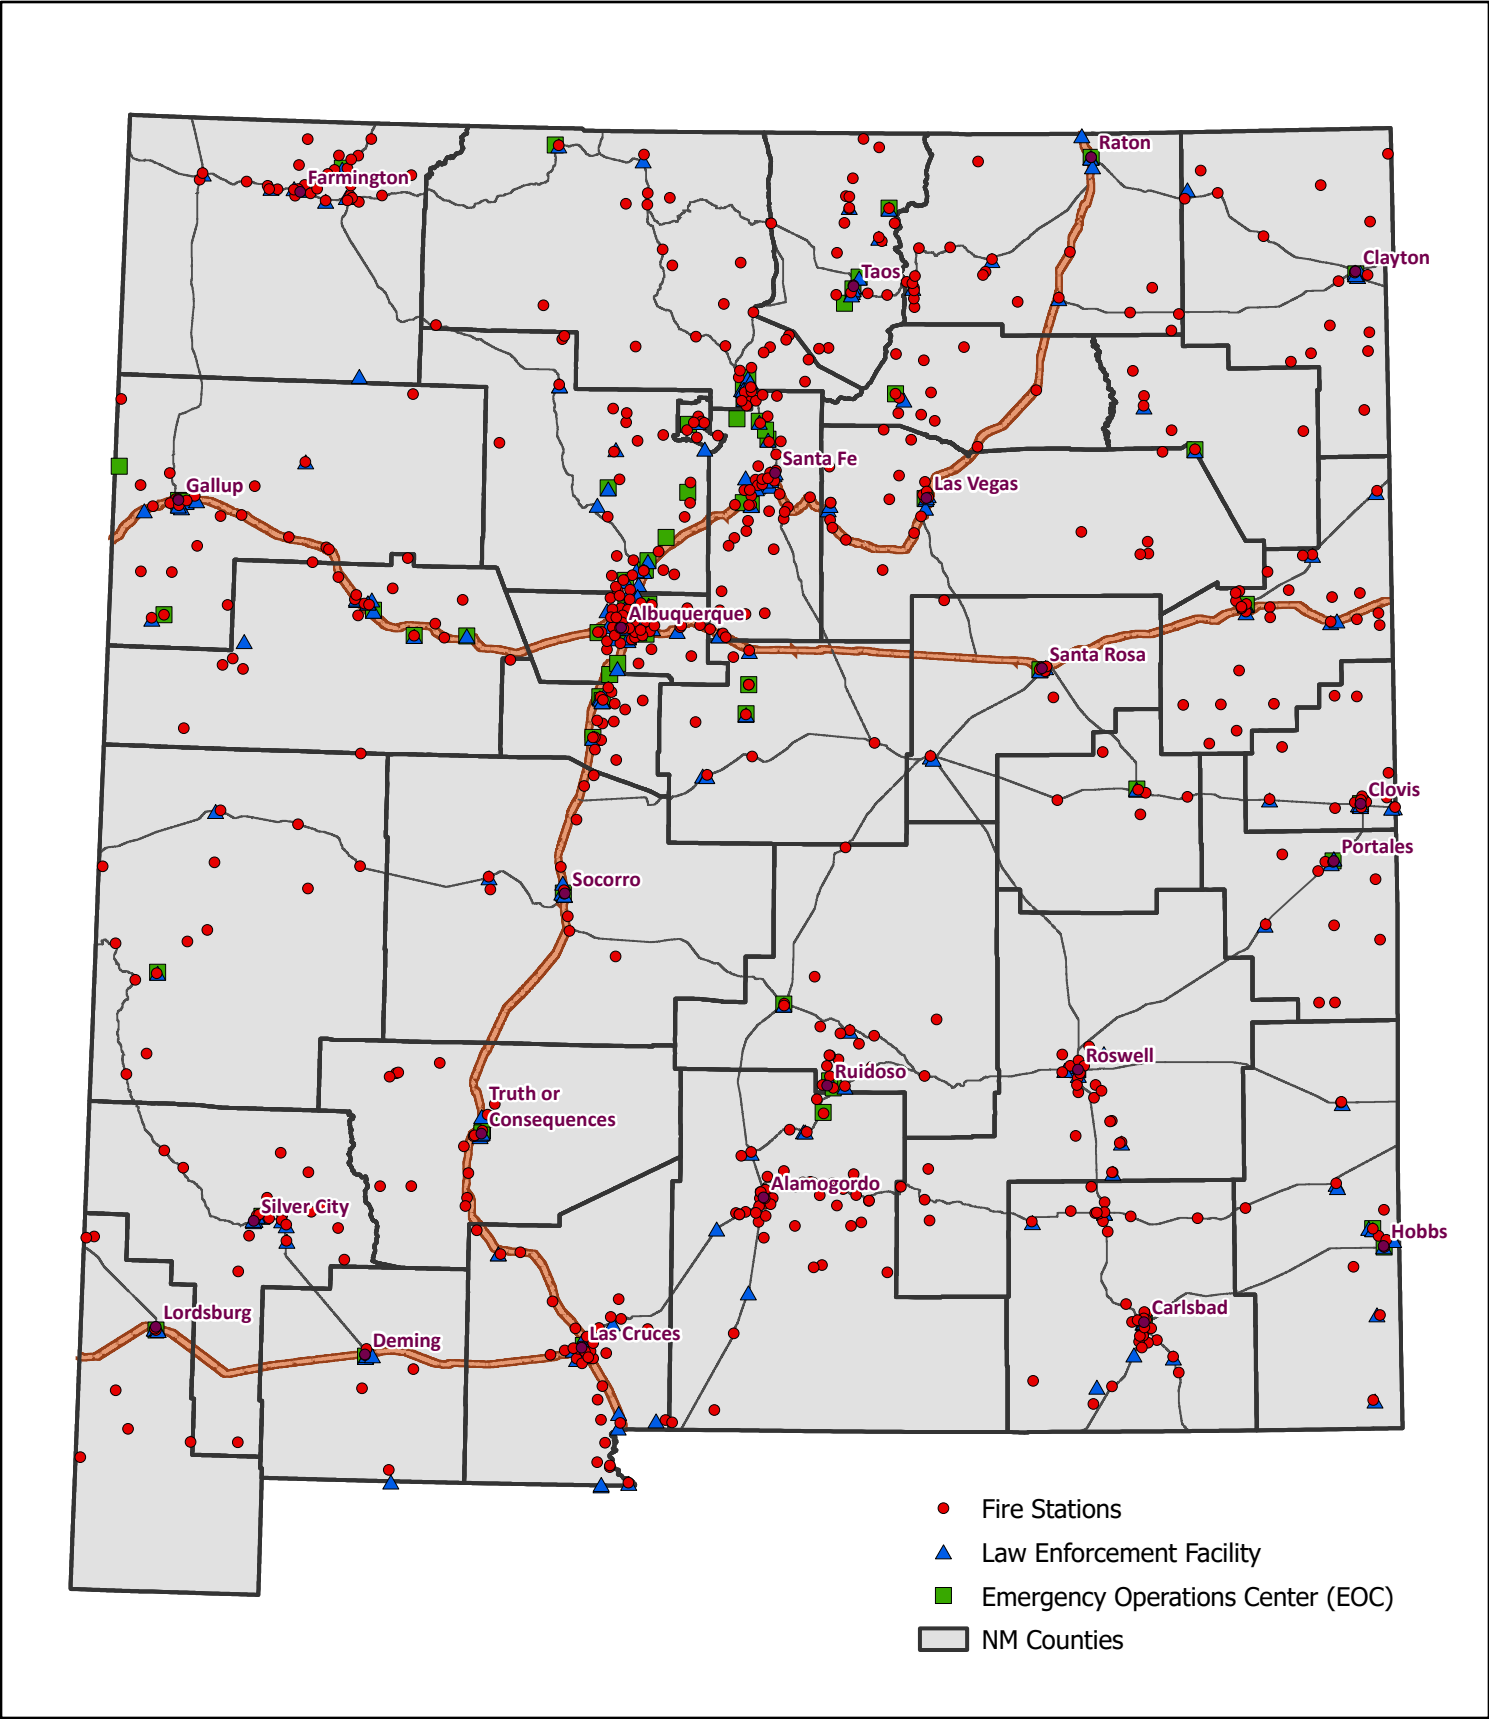 Raton
Farmington
Clayton
Taos
Santa Fe
Las Vegas
Gallup
Albuquerque
Santa Rosa
Clovis
Portales
Socorro
Roswell
Ruidoso
Truth or
Consequences
Alamogordo
Silver City
Hobbs
Lordsburg
Carlsbad
Deming
Las Cruces
Fire Stations
Law Enforcement Facility
Emergency Operations Center (EOC)
NM Counties